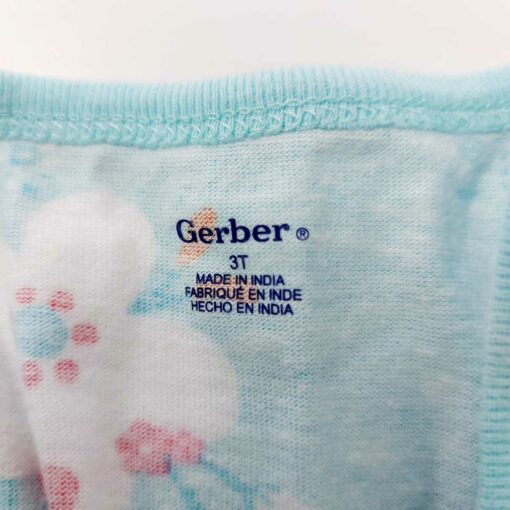 Gerber ®
3T
MADE IN INDIA
FABRIQUÉ EN INDE
HECHO EN INDIA